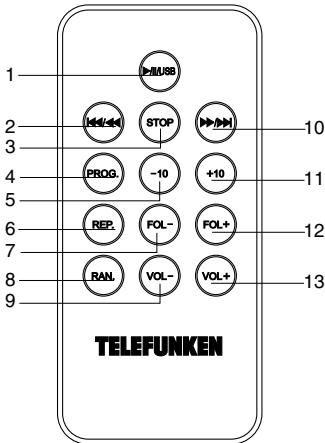 1 ▶/II/USB
2 ⏮/◀◀ STOP ▶▶/⏭ 10
3
4 PROG. −10 +10 11
5
6 REP. FOL− FOL+ 12
7
8 RAN. VOL− VOL+ 13
9
TELEFUNKEN